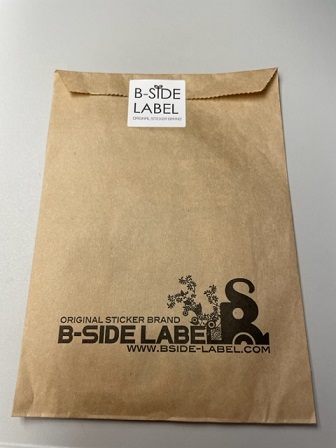 B-SIDE
LABEL
ORIGINAL STICKER BRAND
ORIGINAL STICKER BRAND
B-SIDE LABEL
WWW.BSIDE-LABEL.COM